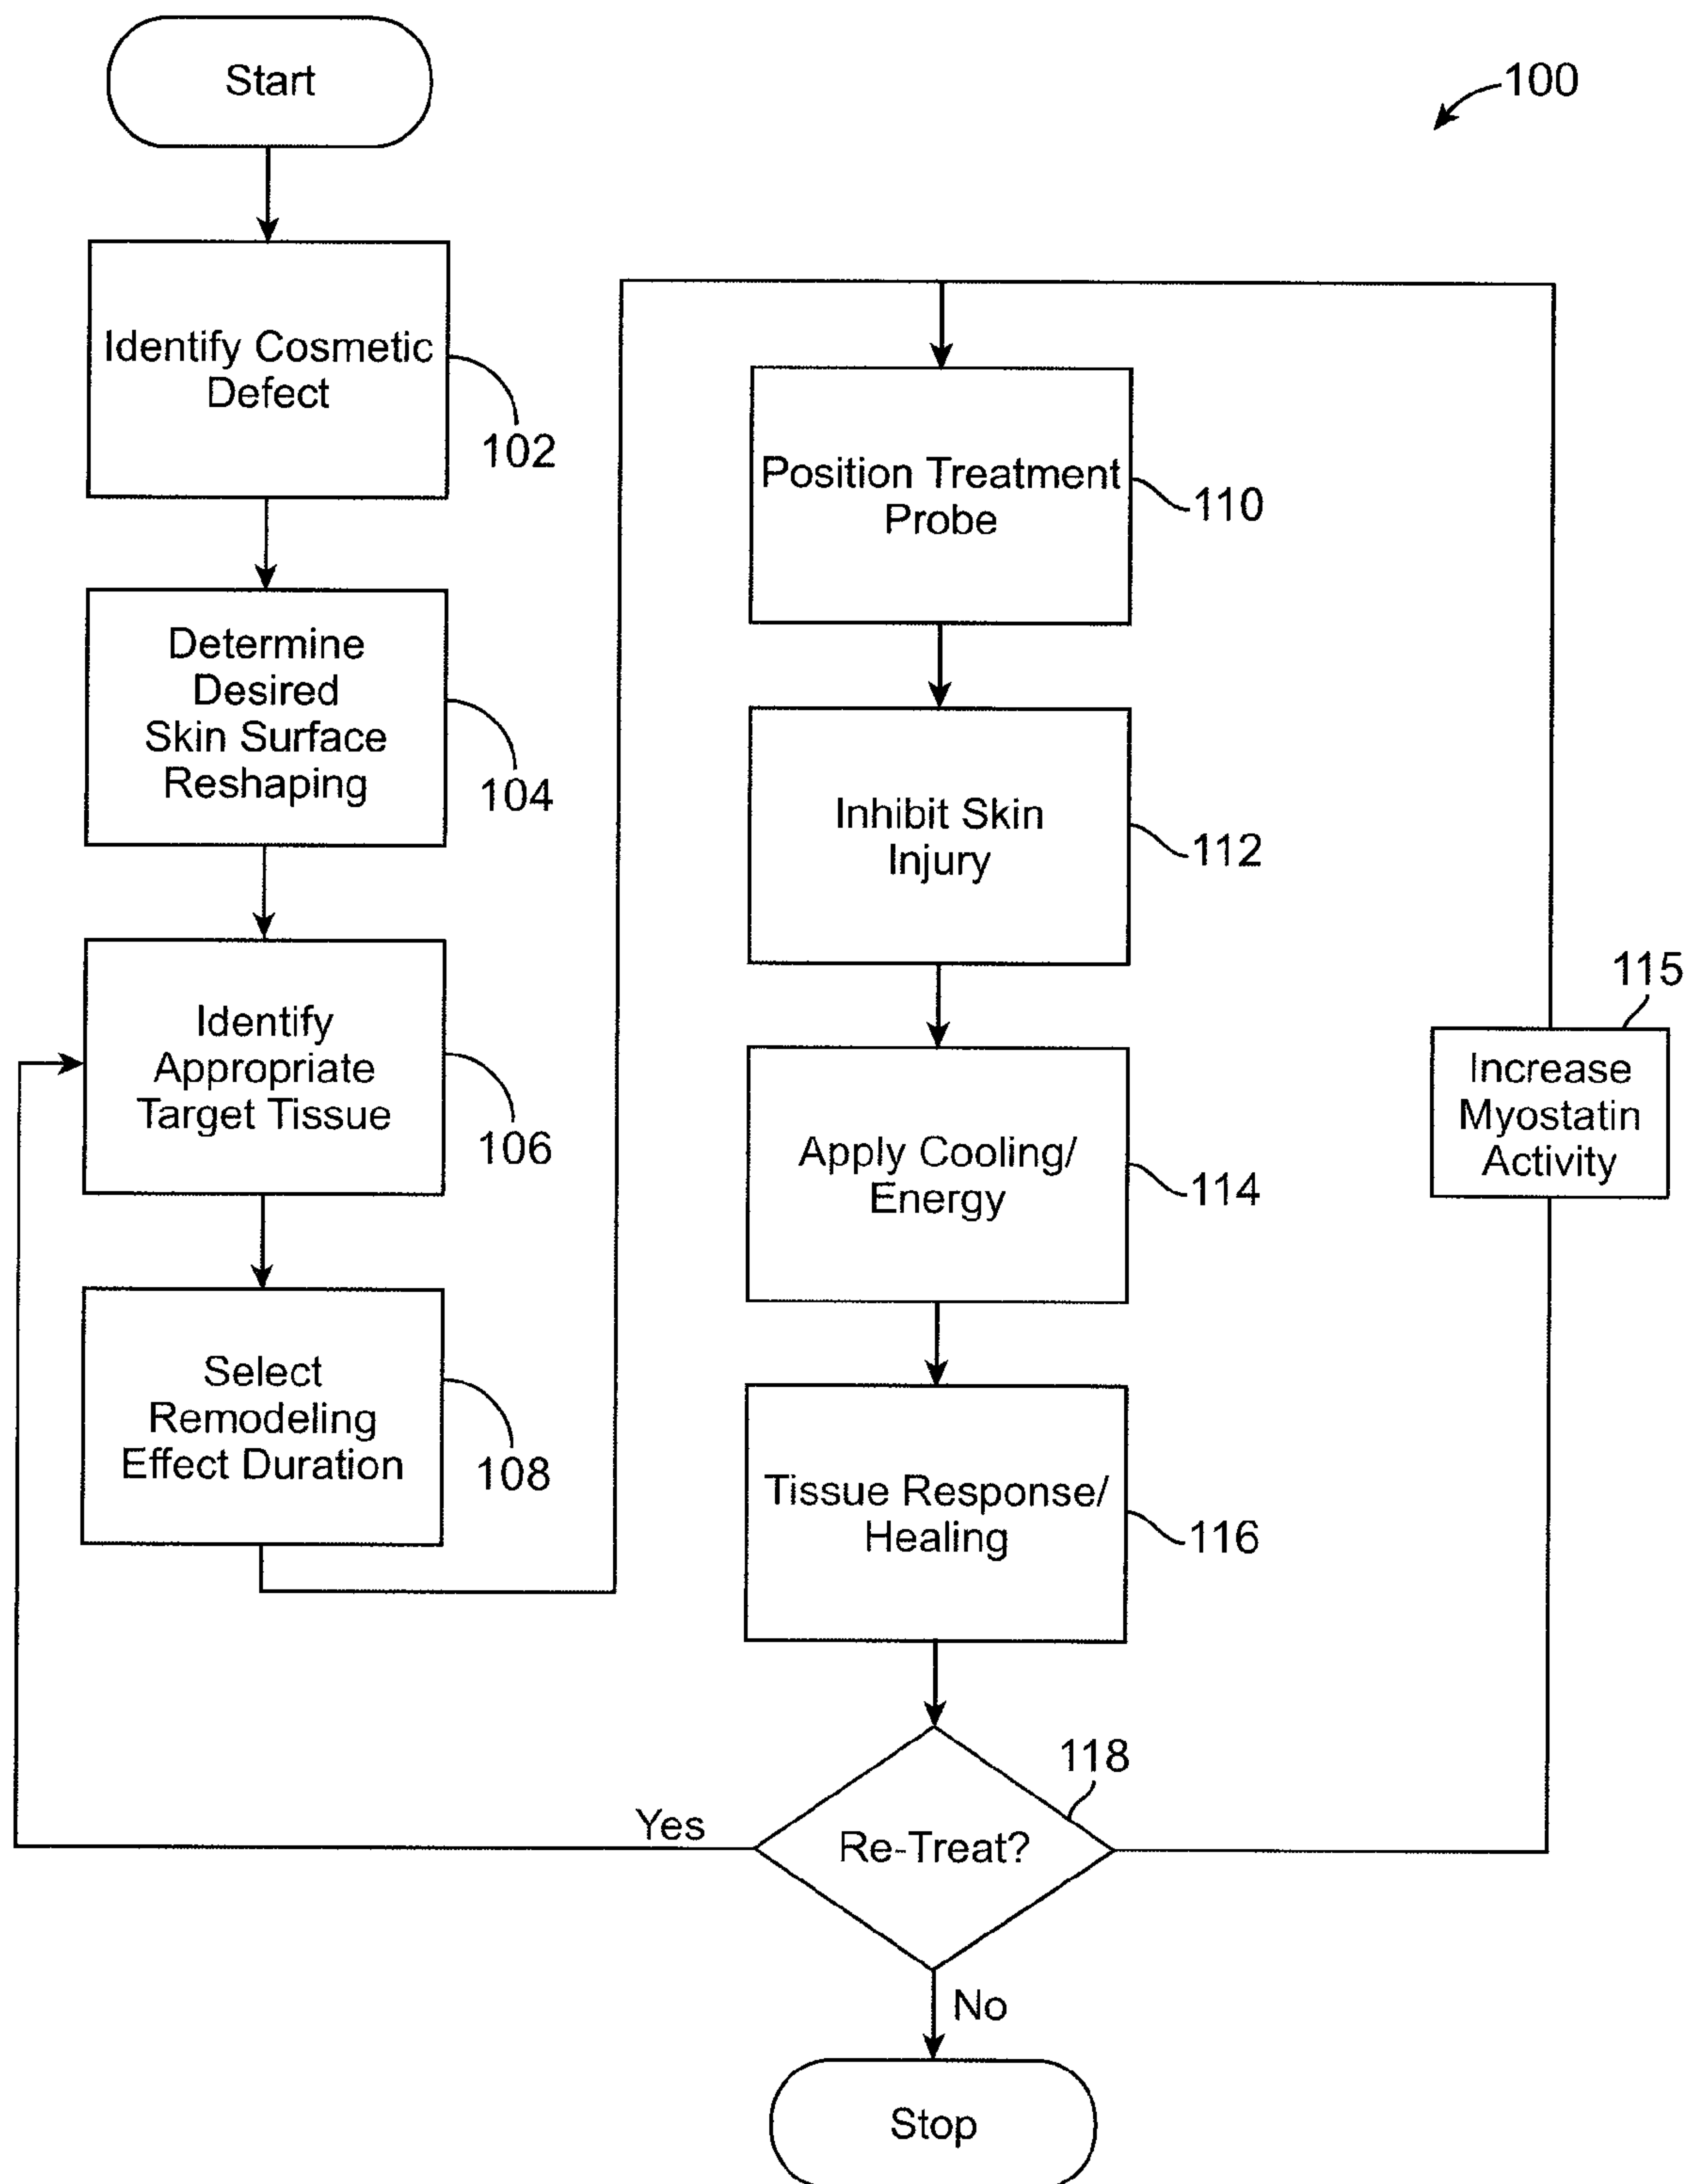 Start
100
Identify Cosmetic
Defect
102
Determine
Desired
Skin Surface
Reshaping
104
Identify
Appropriate
Target Tissue
106
Select
Remodeling
Effect Duration
108
Position Treatment
Probe
110
Inhibit Skin
Injury
112
Apply Cooling/
Energy
114
115
Increase
Myostatin
Activity
Tissue Response/
Healing
116
118
Re-Treat?
Yes
No
Stop